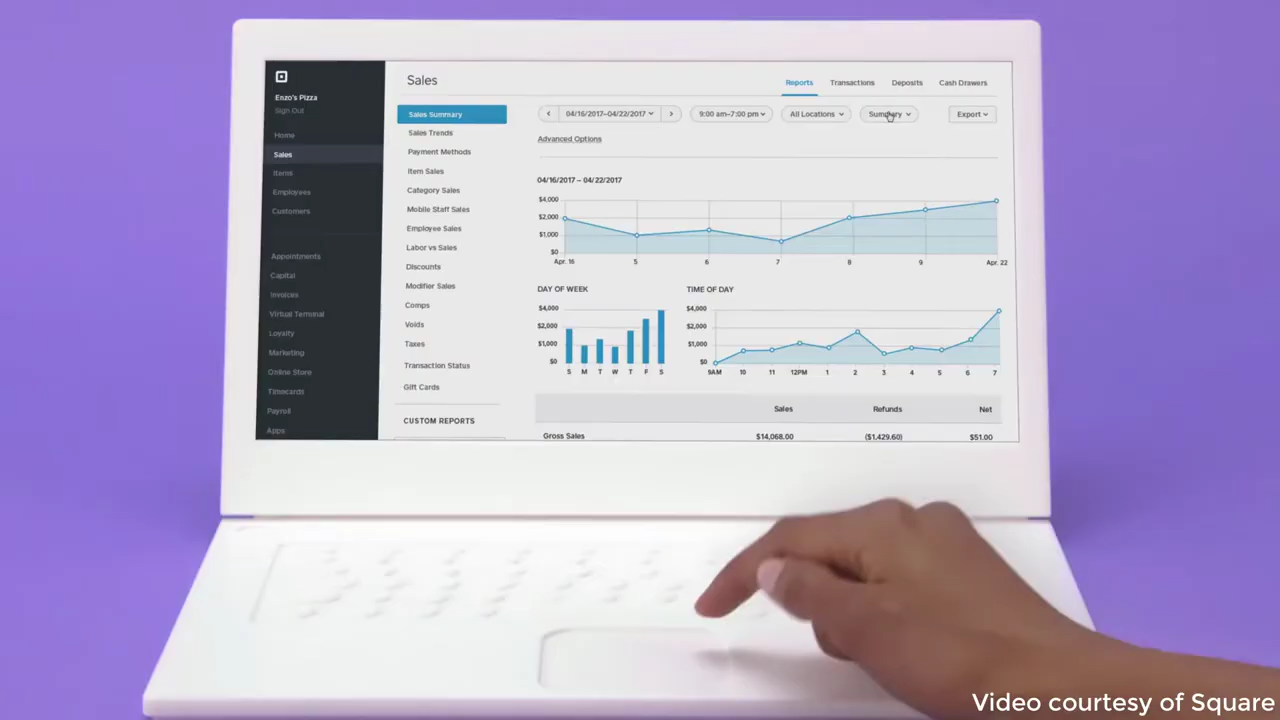 Enzo's Pizza
Sign Out
Home
Sales
Items
Employees
Customers
Appointments
Capital
Invoices
Virtual Terminal
Loyalty
Marketing
Online Store
Timecards
Payroll
Apps
Sales
Reports Transactions Deposits Cash Drawers
Sales Summary
Sales Trends
Payment Methods
Item Sales
Category Sales
Mobile Staff Sales
Employee Sales
Labor vs Sales
Discounts
Modifier Sales
Comps
Voids
Taxes
Transaction Status
Gift Cards
CUSTOM REPORTS
04/16/2017–04/22/2017 9:00 am–7:00 pm All Locations Summary Export
Advanced Options
04/16/2017 – 04/22/2017
$4,000
$2,000
$1,000
$0
Apr. 16 5 6 7 8 9 Apr. 22
DAY OF WEEK
$4,000
$2,000
$1,000
$0
S M T W T F S
TIME OF DAY
$4,000
$2,000
$1,000
$0
9AM 10 11 12PM 1 2 3 4 5 6 7
Sales Refunds Net
Gross Sales $14,068.00 ($1,429.60) $51.00
Video courtesy of Square